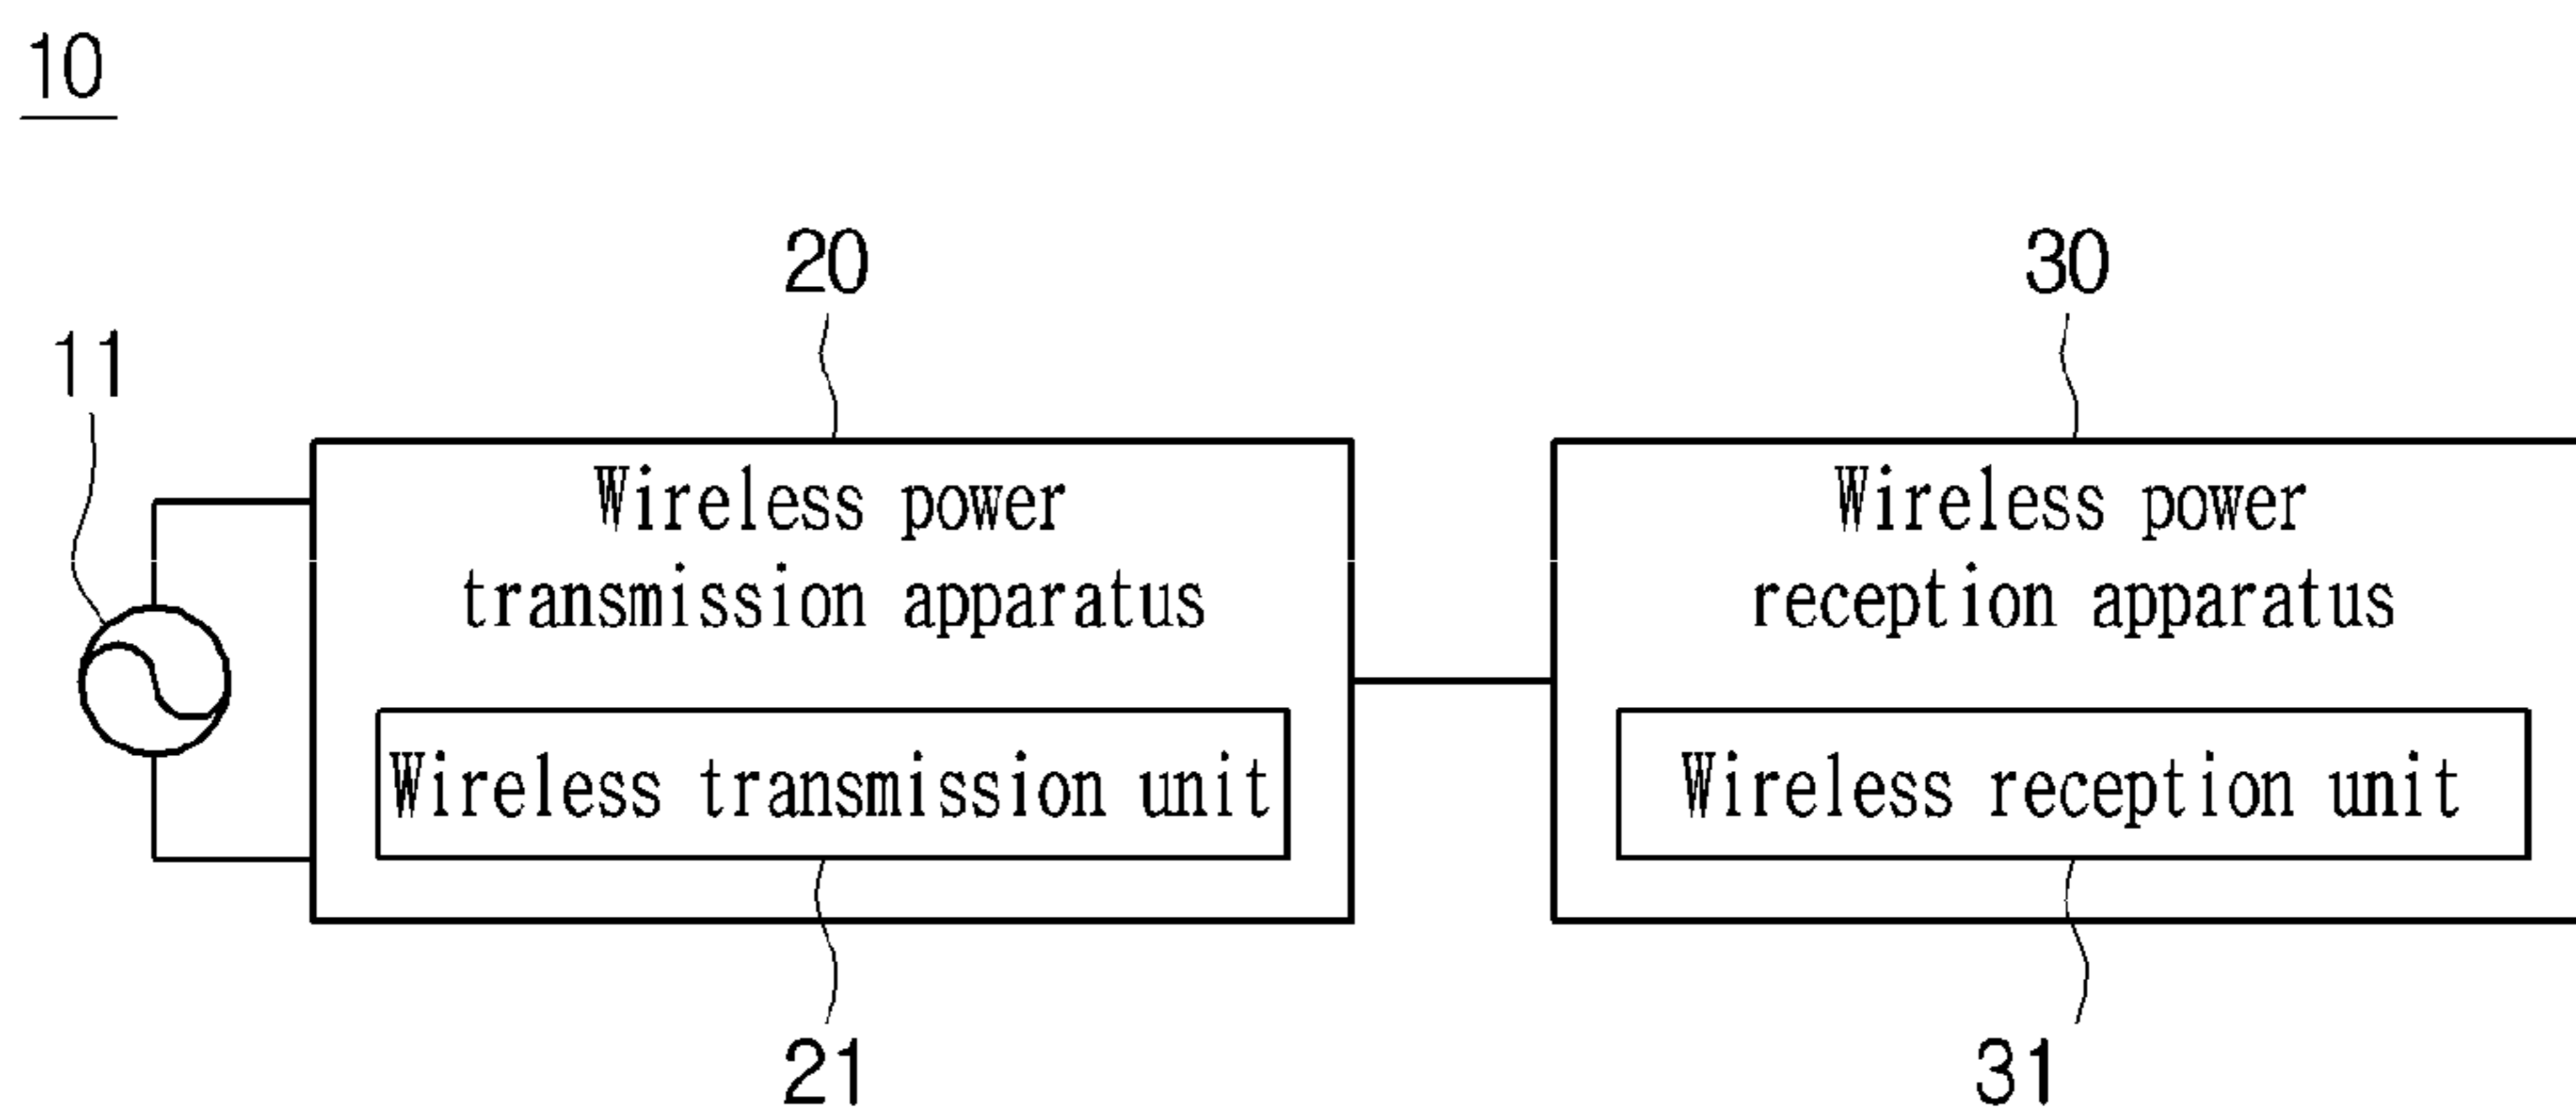 10
20
30
11
Wireless power
transmission apparatus
Wireless power
reception apparatus
Wireless transmission unit
Wireless reception unit
21
31